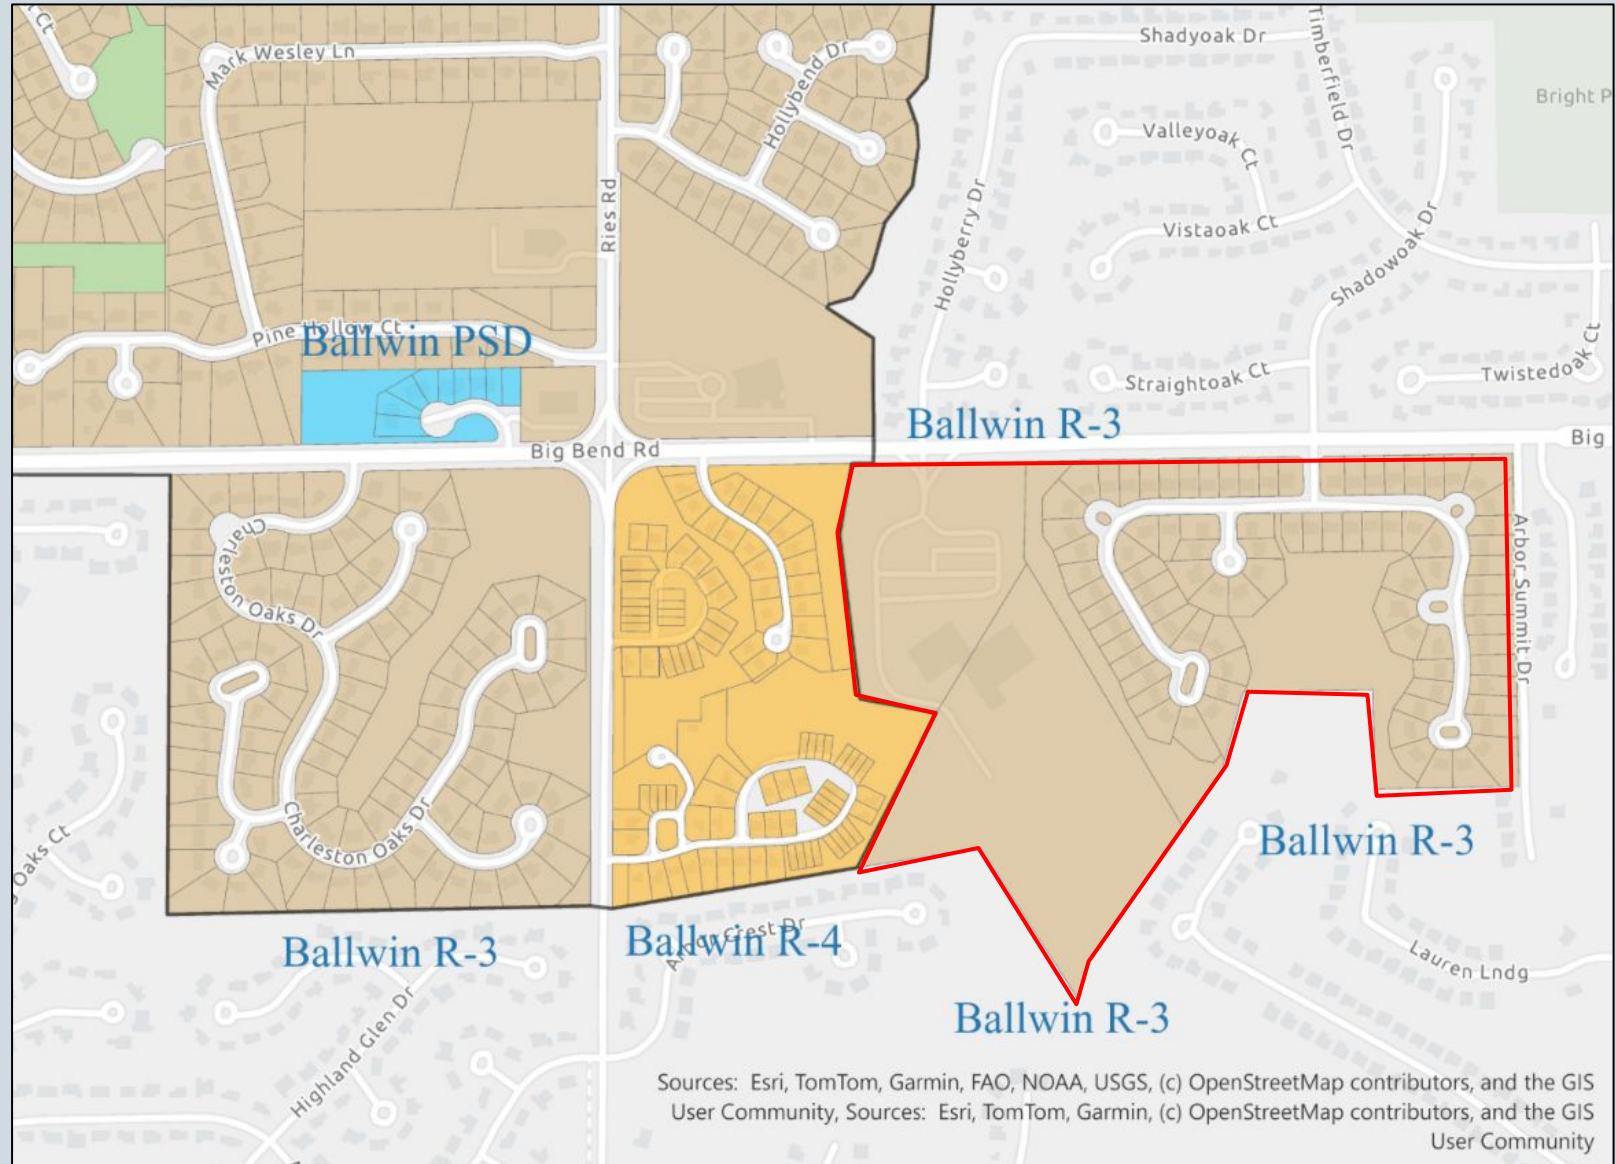 Ct
Mark Wesley Ln
Hollybend Dr
Shadyoak Dr
Timberfield Dr
Bright P
Valleyoak Ct
Ries Rd
Hollyberry Dr
Vistaoak Ct
Shadowoak Dr
Pine Hollow Ct
Ballwin PSD
Straightoak Ct
Twistedoak Ct
Ballwin R-3
Big Bend Rd
Big
Charleston
Oaks Dr
Arbor Summit Dr
Charleston Oaks Dr
Oaks Ct
Ballwin R-3
Ballwin R-3
Ballwin R-4
Crest Dr
Lauren Lndg
Ballwin R-3
Highland Glen Dr
Sources: Esri, TomTom, Garmin, FAO, NOAA, USGS, (c) OpenStreetMap contributors, and the GIS
User Community, Sources: Esri, TomTom, Garmin, (c) OpenStreetMap contributors, and the GIS
User Community